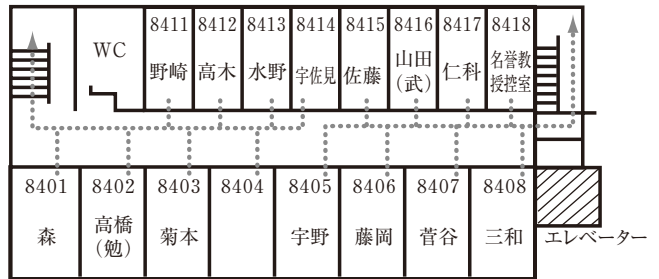 8411 8412 8413 8414 8415 8416 8417 8418
WC
野崎 高木 水野 宇佐見 佐藤 山田(武) 仁科 名誉教授控室
8401 8402 8403 8404 8405 8406 8407 8408
森 高橋(勉) 菊本 宇野 藤岡 菅谷 三和
エレベーター